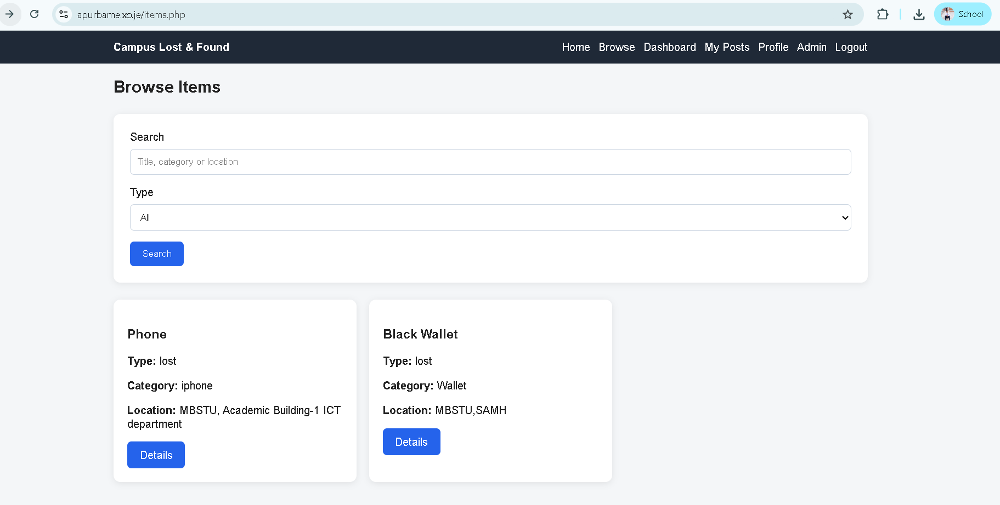 apurbame.xo.je/items.php
School
Campus Lost & Found
Home Browse Dashboard My Posts Profile Admin Logout
Browse Items
Search
Title, category or location
Type
All
Search
Phone
Type: lost
Category: iphone
Location: MBSTU, Academic Building-1 ICT
department
Details
Black Wallet
Type: lost
Category: Wallet
Location: MBSTU,SAMH
Details